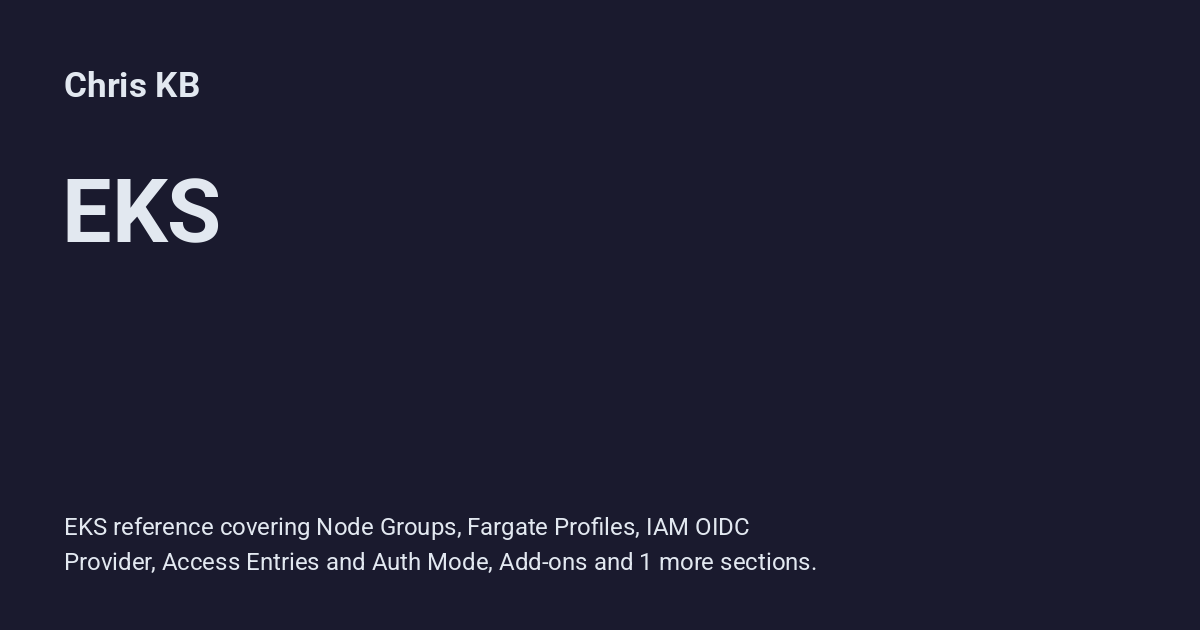 Chris KB
EKS
EKS reference covering Node Groups, Fargate Profiles, IAM OIDC
Provider, Access Entries and Auth Mode, Add-ons and 1 more sections.